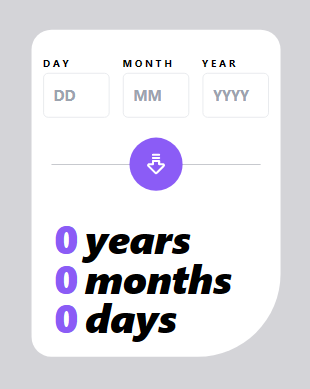 DAY MONTH YEAR
DD MM YYYY
0 years
0 months
0 days